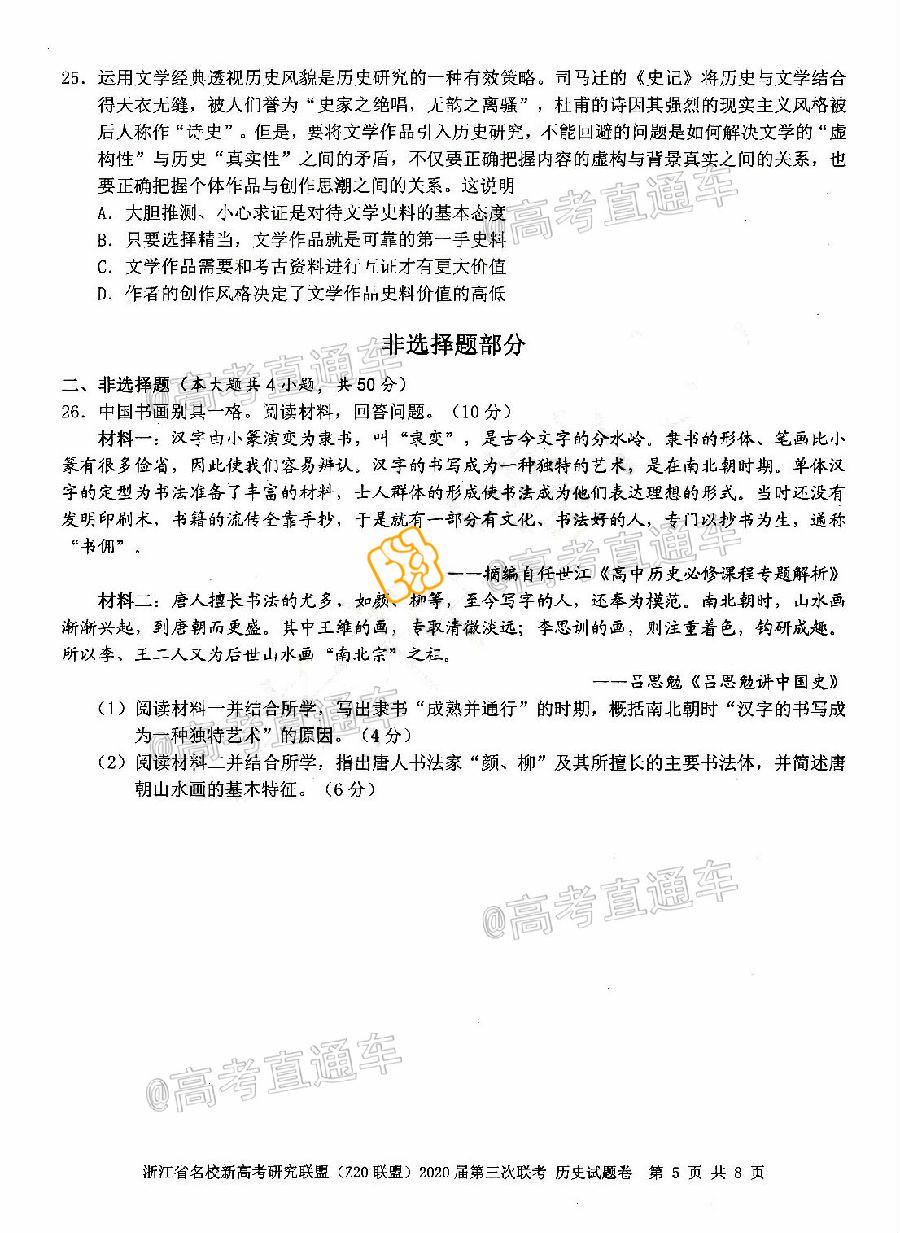 25．运用文学经典透视历史风貌是历史研究的一种有效策略。司马迁的《史记》将历史与文学结合
得天衣无缝，被人们誉为“史家之绝唱，无韵之离骚”，杜甫的诗因其强烈的现实主义风格被
后人称作“诗史”。但是，要将文学作品引入历史研究，不能回避的问题是如何解决文学的“虚
构性”与历史“真实性”之间的矛盾，不仅要正确把握内容的虚构与背景真实之间的关系，也
要正确把握个体作品与创作思潮之间的关系。这说明
A．大胆推测、小心求证是对待文学史料的基本态度
B．只要选择精当，文学作品就是可靠的第一手史料
C．文学作品需要和考古资料进行互证才有更大价值
D．作者的创作风格决定了文学作品史料价值的高低
@高考直通车
非选择题部分
@高考直通车
二、非选择题（本大题共4小题，共50分）
26．中国书画别具一格。阅读材料，回答问题。（10分）
材料一：汉字由小篆演变为隶书，叫“隶变”，是古今文字的分水岭。隶书的形体、笔画比小
篆有很多俭省，因此使我们容易辨认。汉字的书写成为一种独特的艺术，是在南北朝时期。单体汉
字的定型为书法准备了丰富的材料，士人群体的形成使书法成为他们表达理想的形式。当时还没有
发明印刷术，书籍的流传全靠手抄，于是就有一部分有文化、书法好的人，专门以抄书为生，通称
“书佣”。
@高考直通车
——摘编自任世江《高中历史必修课程专题解析》
材料二：唐人擅长书法的尤多，如颜、柳等，至今写字的人，还奉为模范。南北朝时，山水画
渐渐兴起，到唐朝而更盛。其中王维的画，专取清微淡远；李思训的画，则注重着色，钩研成趣。
所以李、王二人又为后世山水画“南北宗”之祖。
——吕思勉《吕思勉讲中国史》
@高考直通车
（1）阅读材料一并结合所学，写出隶书“成熟并通行”的时期，概括南北朝时“汉字的书写成
为一种独特艺术”的原因。（4分）
（2）阅读材料二并结合所学，指出唐人书法家“颜、柳”及其所擅长的主要书法体，并简述唐
朝山水画的基本特征。（6分）
@高考直通车
@高考直通车
浙江省名校新高考研究联盟（Z20联盟）2020届第三次联考 历史试题卷 第 5 页 共 8 页